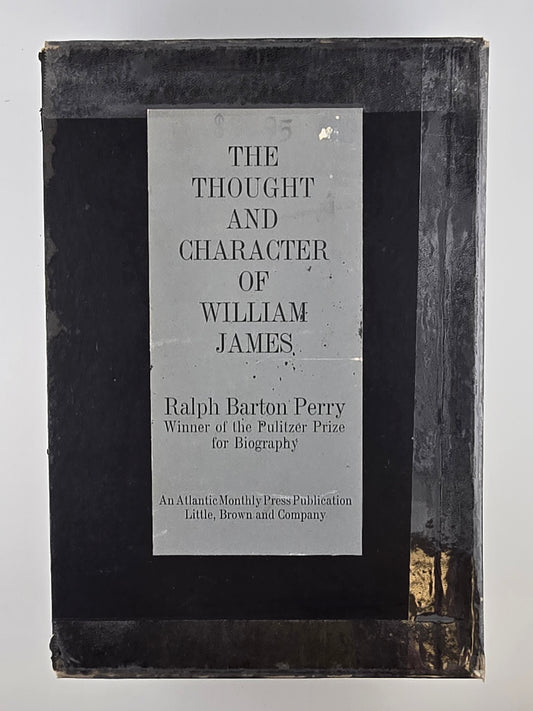 THE
THOUGHT
AND
CHARACTER
OF
WILLIAM
JAMES
Ralph Barton Perry
Winner of the Pulitzer Prize
for Biography
An Atlantic Monthly Press Publication
Little, Brown and Company